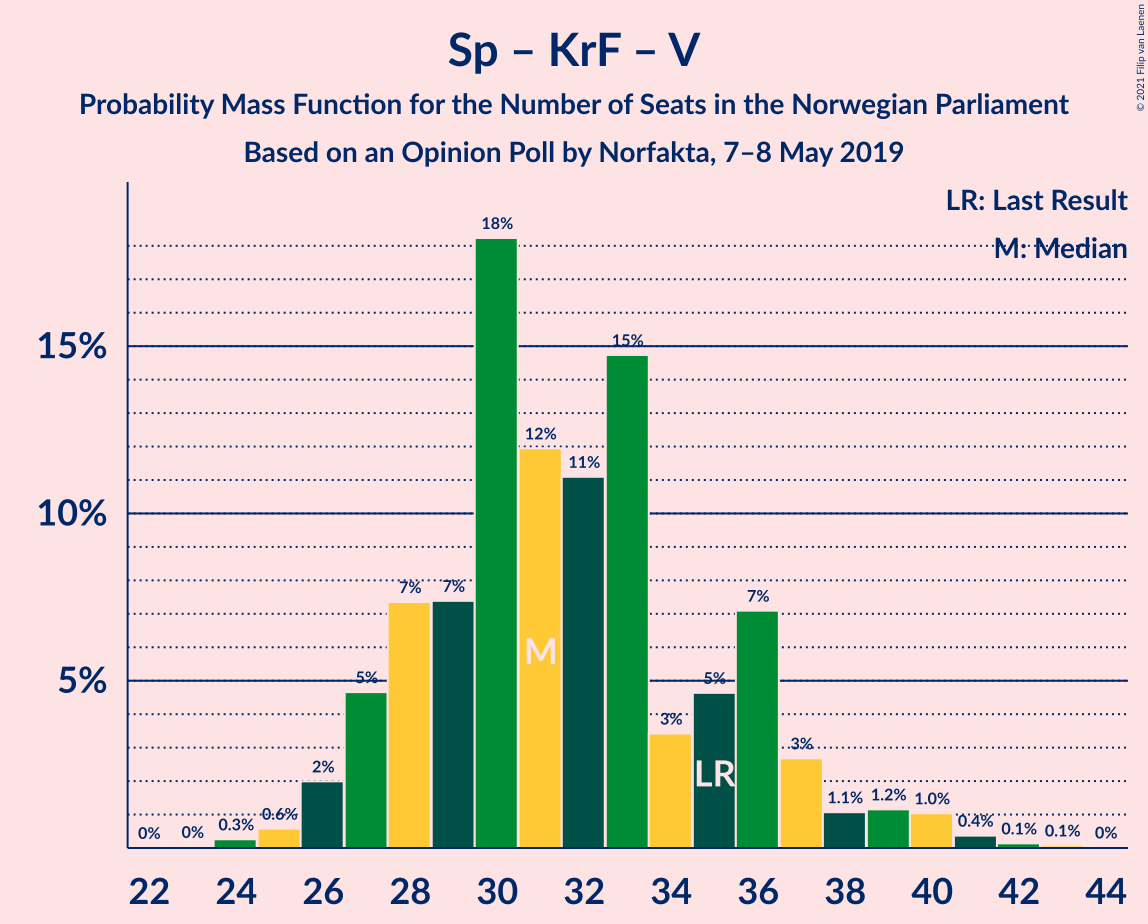 Sp – KrF – V
Probability Mass Function for the Number of Seats in the Norwegian Parliament
Based on an Opinion Poll by Norfakta, 7–8 May 2019
© 2021 Filip van Laenen
LR: Last Result
M: Median
15%
10%
5%
0%
0%
0.3%
0.6%
2%
5%
7%
7%
18%
12%
11%
15%
3%
5%
7%
3%
1.1%
1.2%
1.0%
0.4%
0.1%
0.1%
0%
M
LR
22 24 26 28 30 32 34 36 38 40 42 44